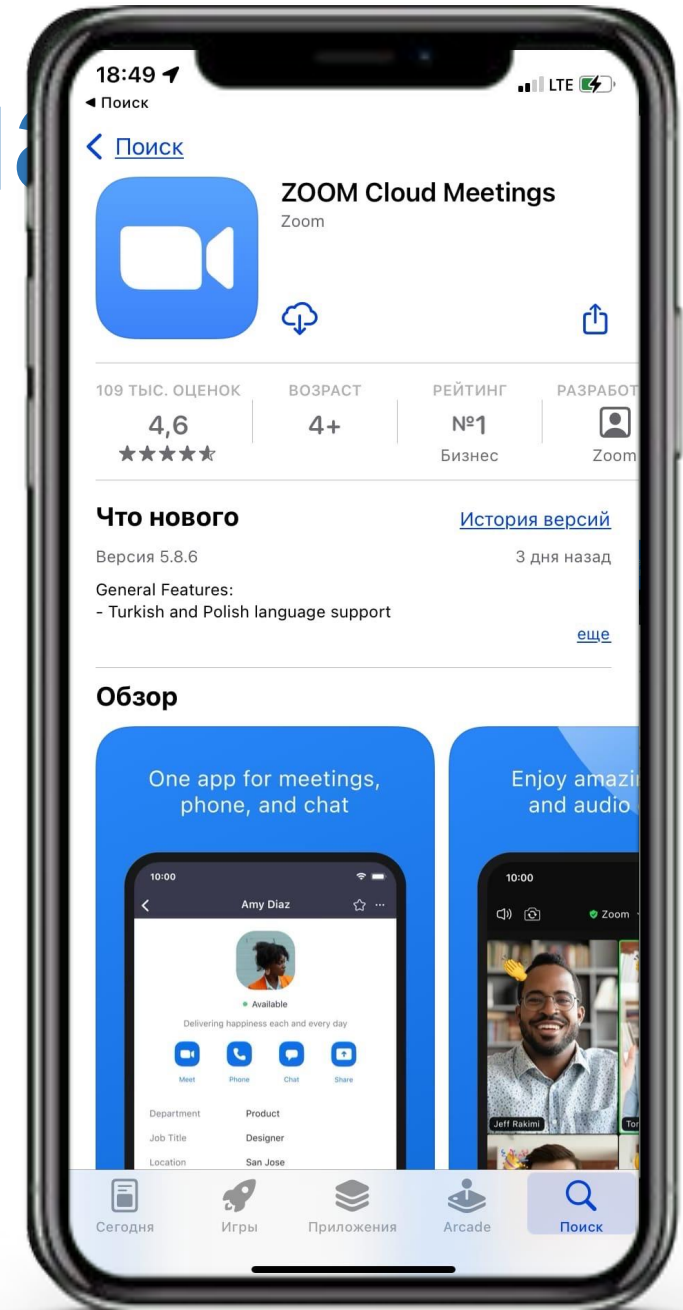 18:49
LTE
◀ Поиск
Поиск
ZOOM Cloud Meetings
Zoom
109 ТЫС. ОЦЕНОК ВОЗРАСТ РЕЙТИНГ РАЗРАБОТ
4,6 4+ №1
Бизнес Zoom
Что нового История версий
Версия 5.8.6 3 дня назад
General Features:
- Turkish and Polish language support
еще
Обзор
One app for meetings,
phone, and chat
Enjoy amazi
and audio
10:00
Amy Diaz
Available
Delivering happiness each and every day
Meet Phone Chat Share
Department Product
Job Title Designer
Location San Jose
10:00
Zoom
Jeff Rakimi
Tor
Сегодня Игры Приложения Arcade Поиск